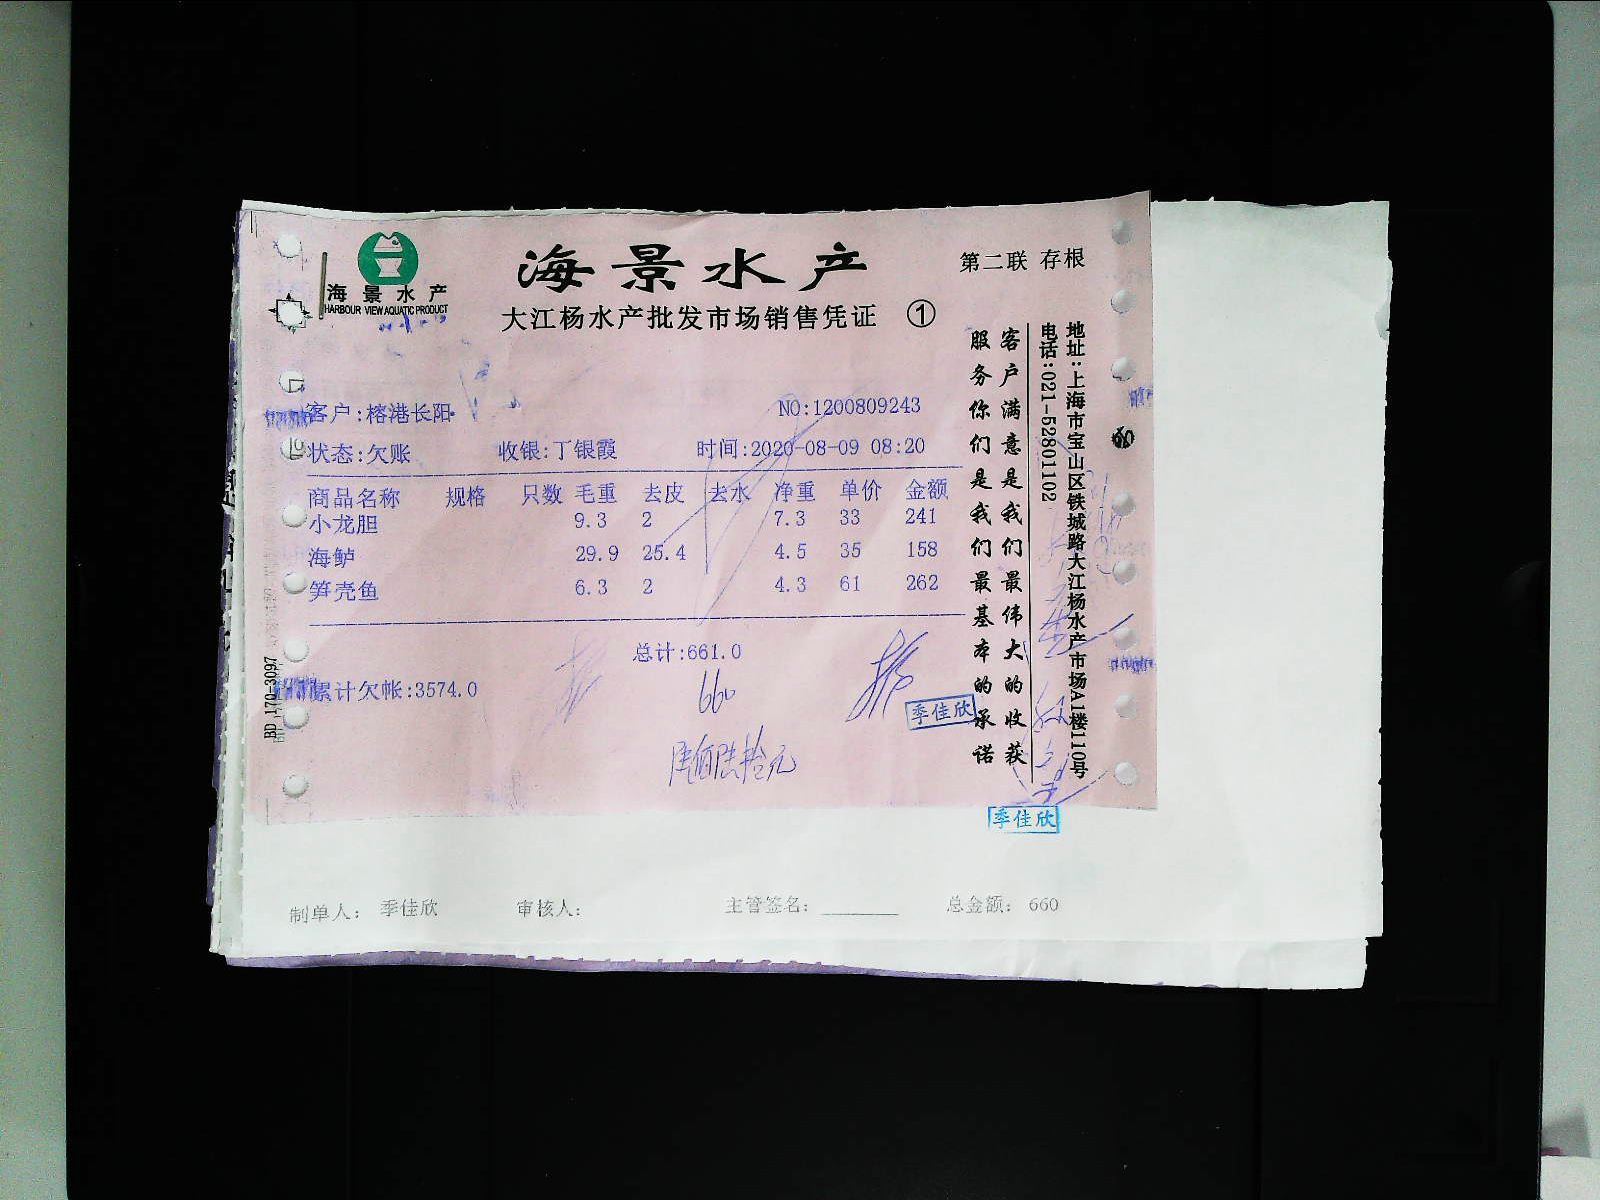 海景水产
HARBOUR VIEW AQUATIC PRODUCT
海景水产
大江杨水产批发市场销售凭证 ①
第二联 存根
客户:榕港长阳
NO:1200809243
状态:欠账 收银:丁银霞 时间:2020-08-09 08:20
商品名称 规格 只数 毛重 去皮 去水 净重 单价 金额
小龙胆 9.3 2 7.3 33 241
海鲈 29.9 25.4 4.5 35 158
笋壳鱼 6.3 2 4.3 61 262
总计:661.0
累计欠帐:3574.0
660
陆佰陆拾元
季佳欣
客户满意是我们最伟大的收获
服务你们是我们最基本的承诺
地址:上海市宝山区铁城路大江杨水产市场A1楼110号
电话:021-52801102
BD 170-3097
季佳欣
制单人: 季佳欣 审核人: 主管签名: 总金额: 660